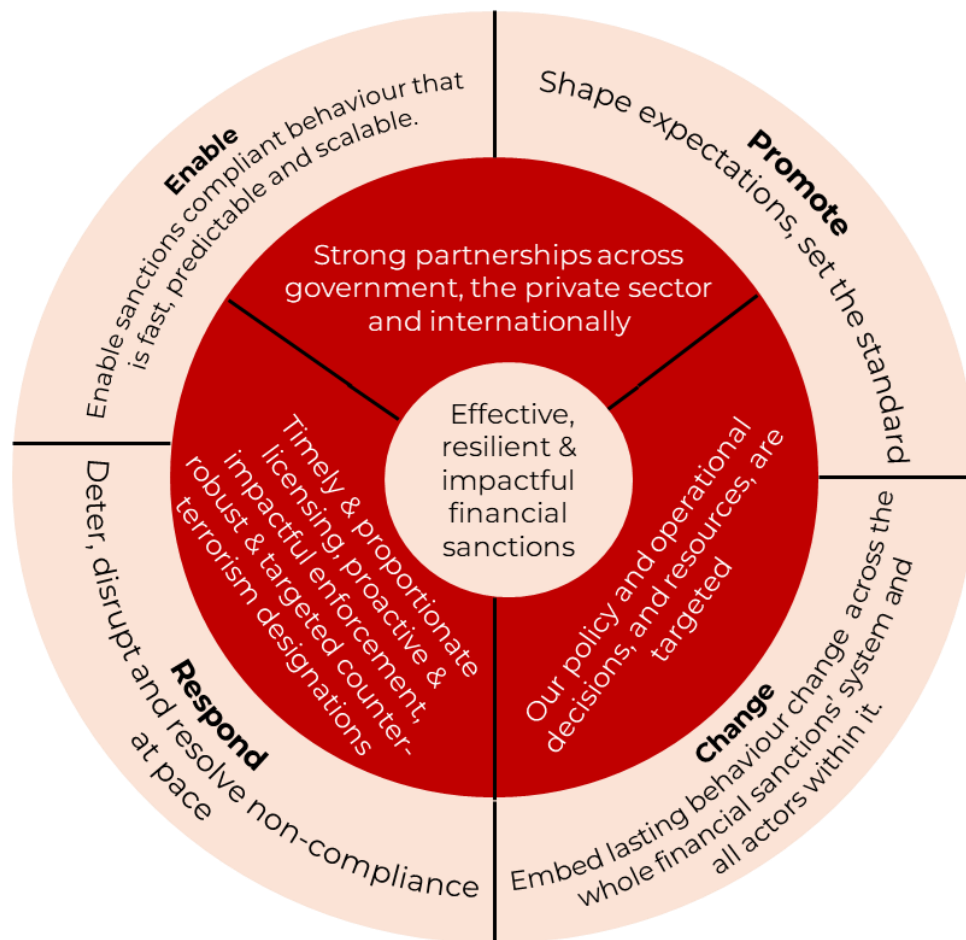 Enable
Enable sanctions compliant behaviour that
is fast, predictable and scalable.
Promote
Shape expectations, set the standard
Change
Embed lasting behaviour change across the
whole financial sanctions’ system and
all actors within it.
Respond
Deter, disrupt and resolve non-compliance
at pace
Strong partnerships across
government, the private sector
and internationally
Our policy and operational
decisions, and resources, are
targeted
Timely & proportionate
licensing, proactive &
impactful enforcement,
robust & targeted counter-
terrorism designations
Effective,
resilient &
impactful
financial
sanctions